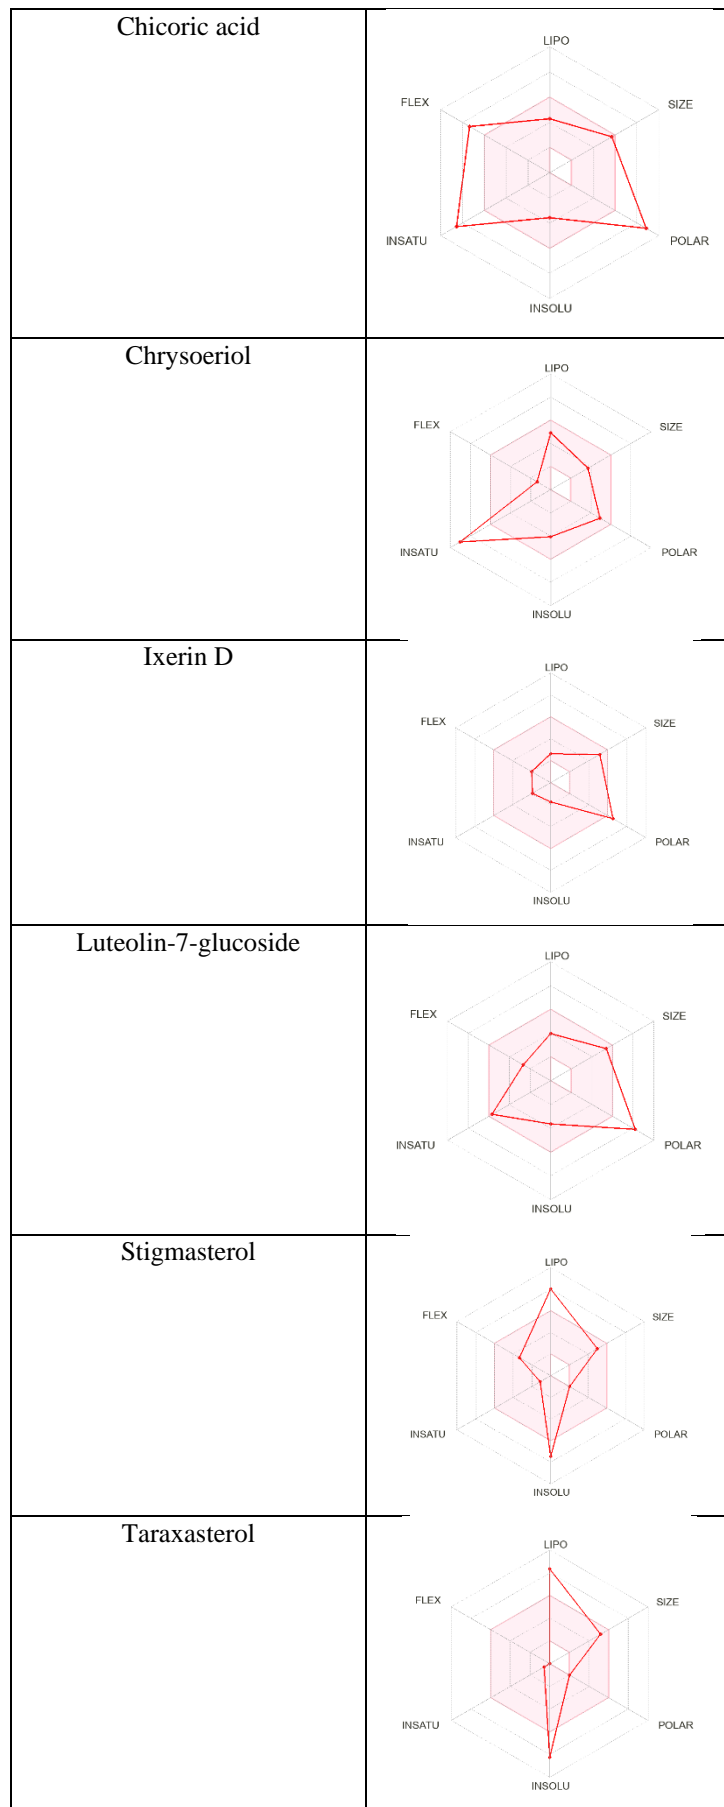 Chicoric acid
LIPO
FLEX
SIZE
INSATU
POLAR
INSOLU
Chrysoeriol
LIPO
FLEX
SIZE
INSATU
POLAR
INSOLU
Ixerin D
LIPO
FLEX
SIZE
INSATU
POLAR
INSOLU
Luteolin-7-glucoside
LIPO
FLEX
SIZE
INSATU
POLAR
INSOLU
Stigmasterol
LIPO
FLEX
SIZE
INSATU
POLAR
INSOLU
Taraxasterol
LIPO
FLEX
SIZE
INSATU
POLAR
INSOLU